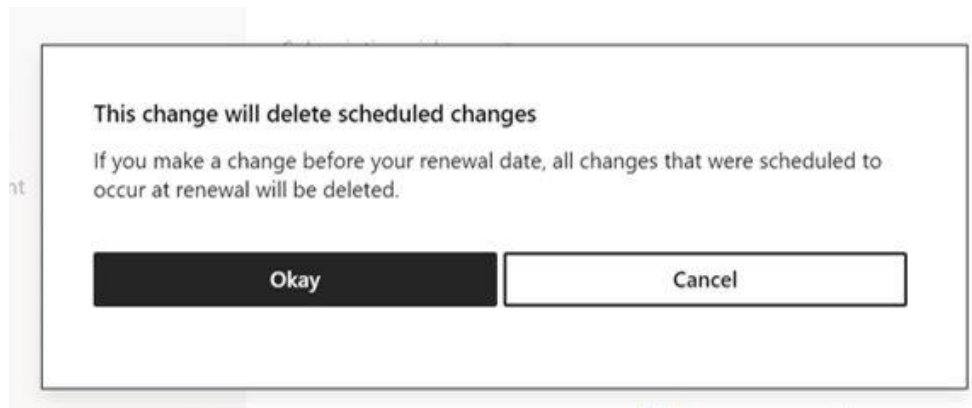 This change will delete scheduled changes
If you make a change before your renewal date, all changes that were scheduled to
occur at renewal will be deleted.
nt
Okay
Cancel